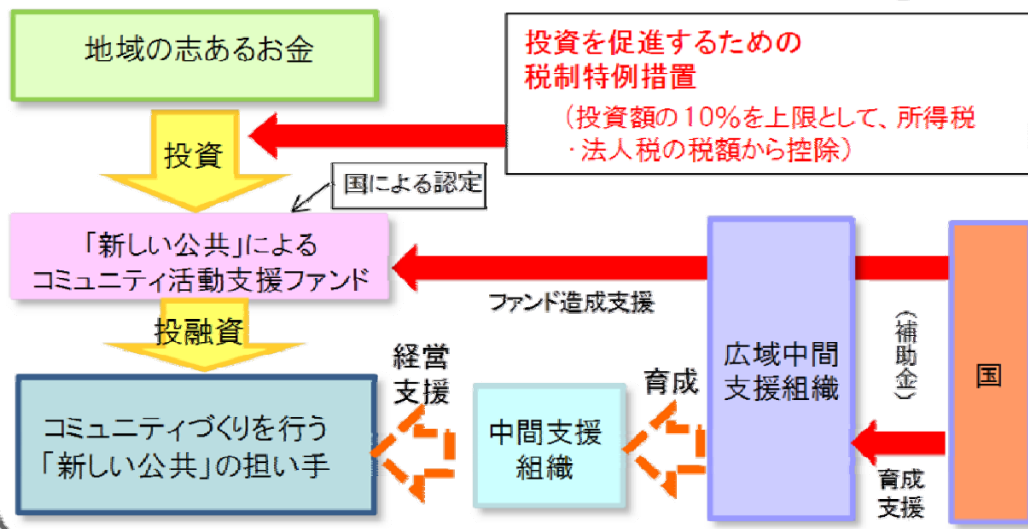 地域の志あるお金
投資を促進するための
税制特例措置
（投資額の10%を上限として、所得税
・法人税の税額から控除）
投資
国による認定
「新しい公共」による
コミュニティ活動支援ファンド
ファンド造成支援
投融資
経営
支援
育成
広域中間
支援組織
（補助金）
国
コミュニティづくりを行う
「新しい公共」の担い手
中間支援
組織
育成
支援